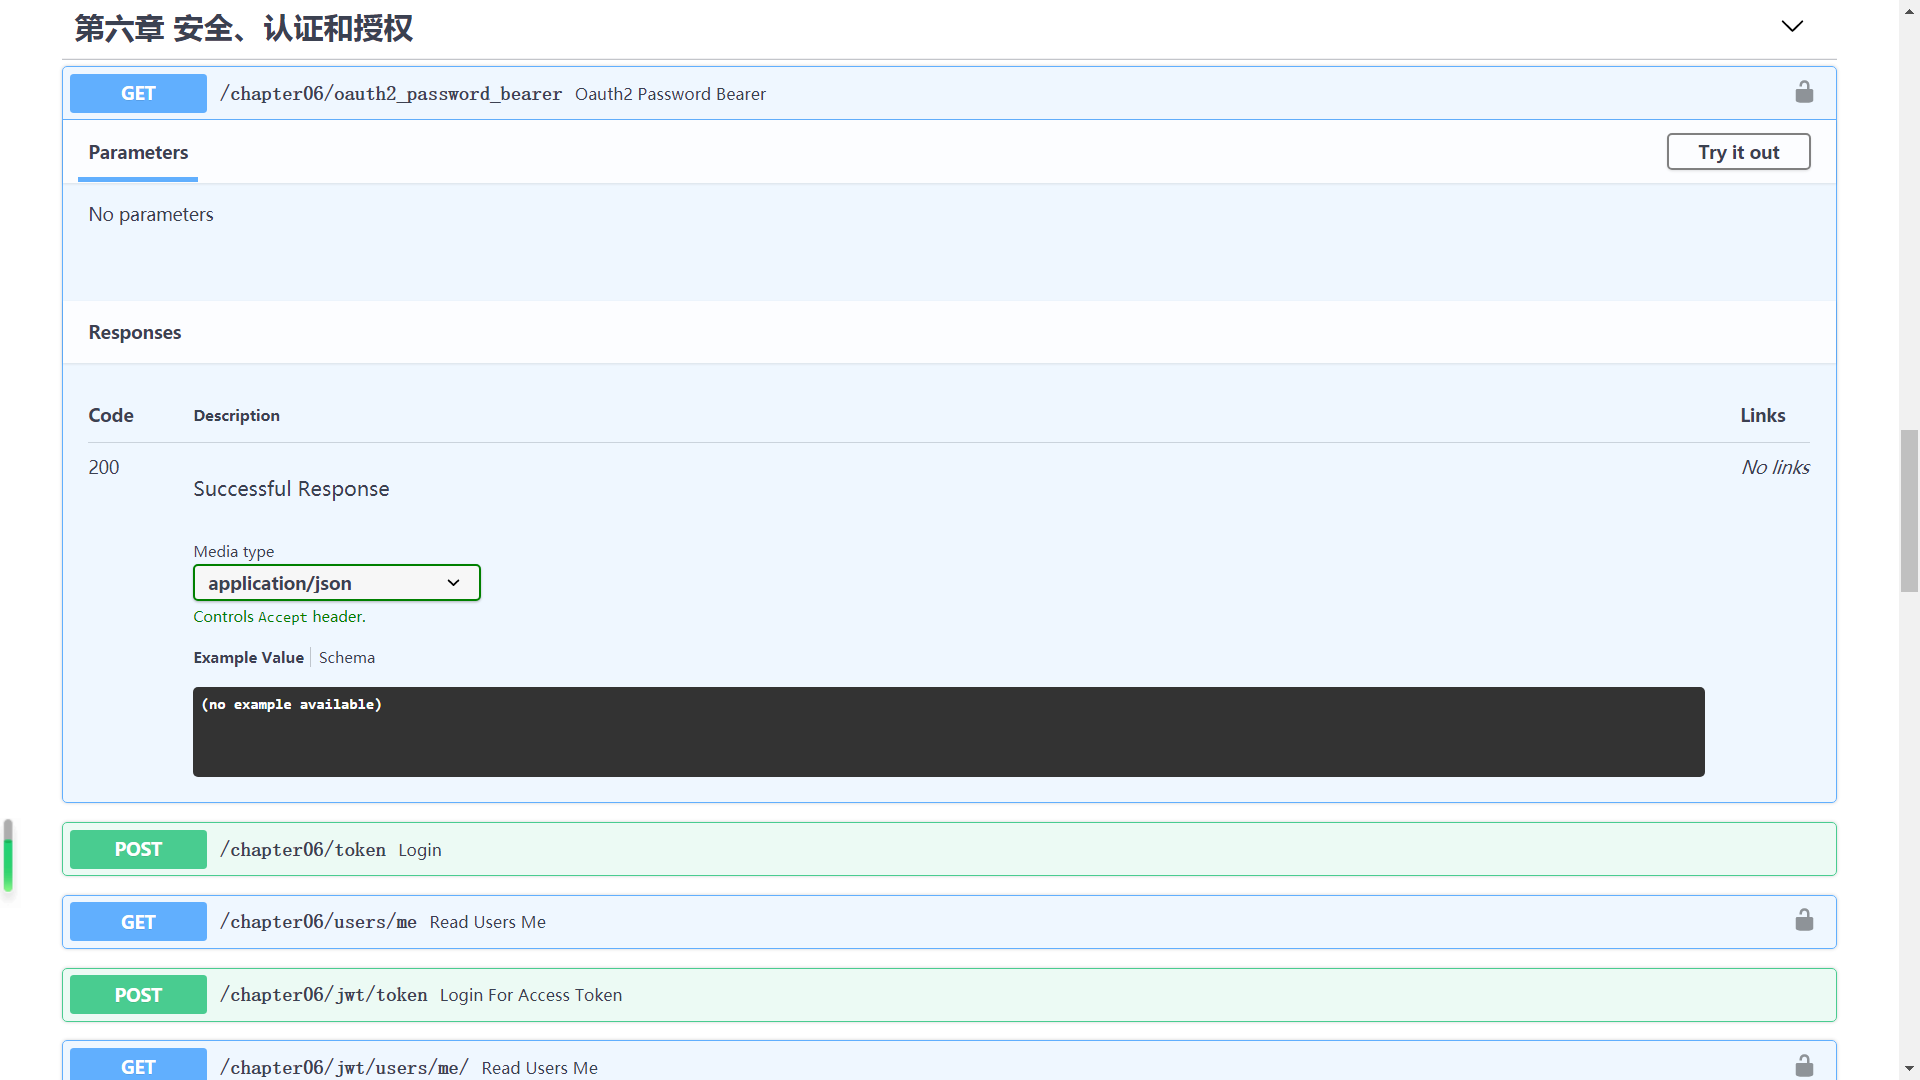 第六章 安全、认证和授权
GET /chapter06/oauth2_password_bearer Oauth2 Password Bearer
Parameters
Try it out
No parameters
Responses
Code Description Links
200 No links
Successful Response
Media type
application/json
Controls Accept header.
Example Value Schema
(no example available)
POST /chapter06/token Login
GET /chapter06/users/me Read Users Me
POST /chapter06/jwt/token Login For Access Token
GET /chapter06/jwt/users/me/ Read Users Me